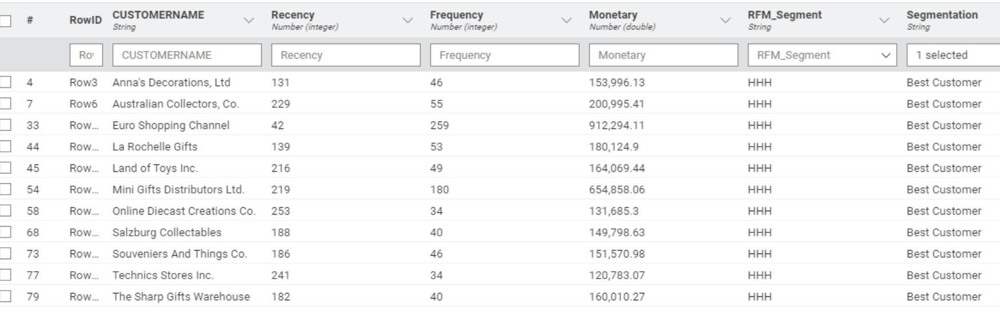 # RowID CUSTOMERNAME Recency Frequency Monetary RFM_Segment Segmentation
String Number (integer) Number (integer) Number (double) String String
Ro CUSTOMERNAME Recency Frequency Monetary RFM_Segment 1 selected
4 Row3 Anna's Decorations, Ltd 131 46 153,996.13 HHH Best Customer
7 Row6 Australian Collectors, Co. 229 55 200,995.41 HHH Best Customer
33 Row... Euro Shopping Channel 42 259 912,294.11 HHH Best Customer
44 Row... La Rochelle Gifts 139 53 180,124.9 HHH Best Customer
45 Row... Land of Toys Inc. 216 49 164,069.44 HHH Best Customer
54 Row... Mini Gifts Distributors Ltd. 219 180 654,858.06 HHH Best Customer
58 Row... Online Diecast Creations Co. 253 34 131,685.3 HHH Best Customer
68 Row... Salzburg Collectables 188 40 149,798.63 HHH Best Customer
73 Row... Souveniers And Things Co. 186 46 151,570.98 HHH Best Customer
77 Row... Technics Stores Inc. 241 34 120,783.07 HHH Best Customer
79 Row... The Sharp Gifts Warehouse 182 40 160,010.27 HHH Best Customer